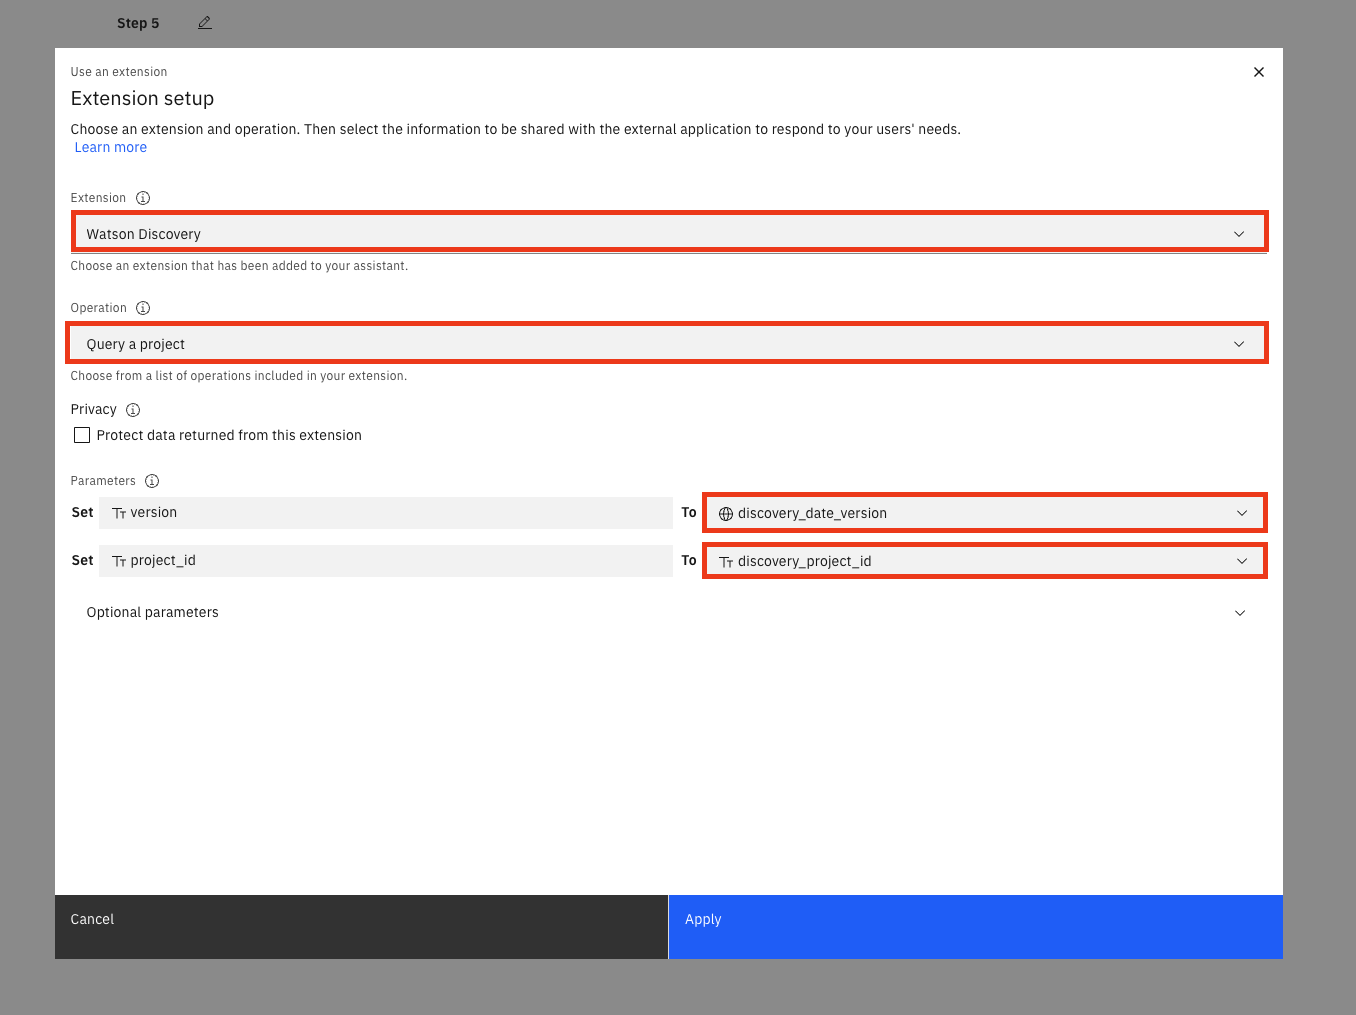 Step 5
Use an extension
Extension setup
Choose an extension and operation. Then select the information to be shared with the external application to respond to your users' needs.
Learn more
Extension
Watson Discovery
Choose an extension that has been added to your assistant.
Operation
Query a project
Choose from a list of operations included in your extension.
Privacy
Protect data returned from this extension
Parameters
Set Tт version To discovery_date_version
Set Tт project_id To Tт discovery_project_id
Optional parameters
Cancel Apply